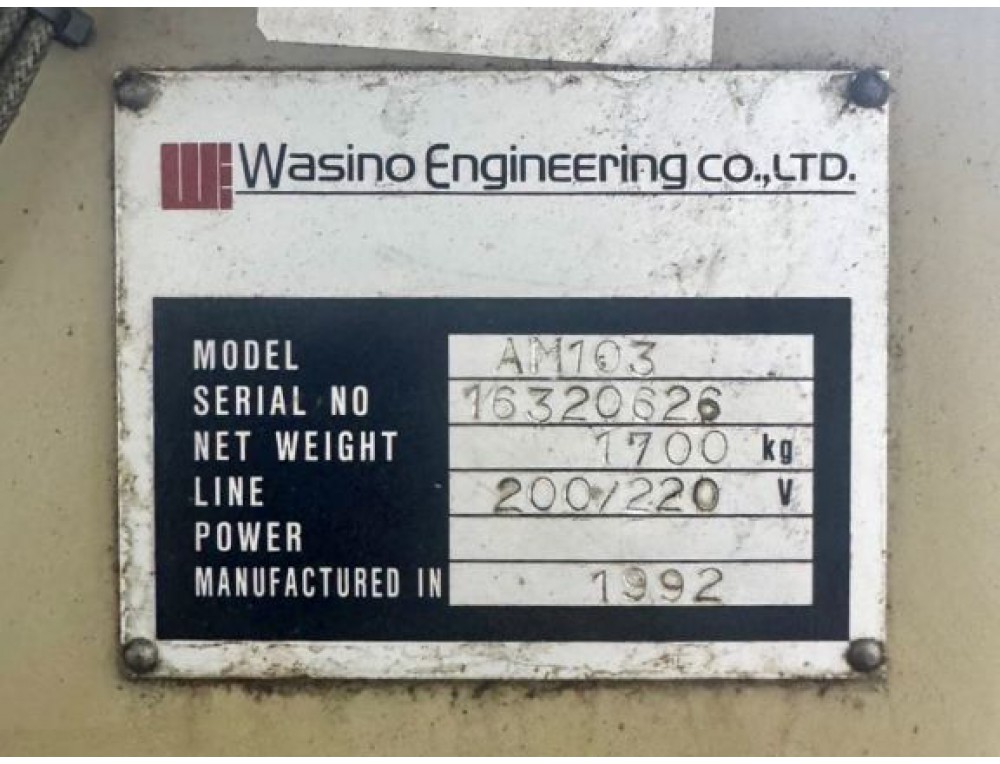 WE Wasino Engineering CO.,LTD.
MODEL AM103
SERIAL NO 16320626
NET WEIGHT 1700 kg
LINE 200/220 V
POWER
MANUFACTURED IN 1992